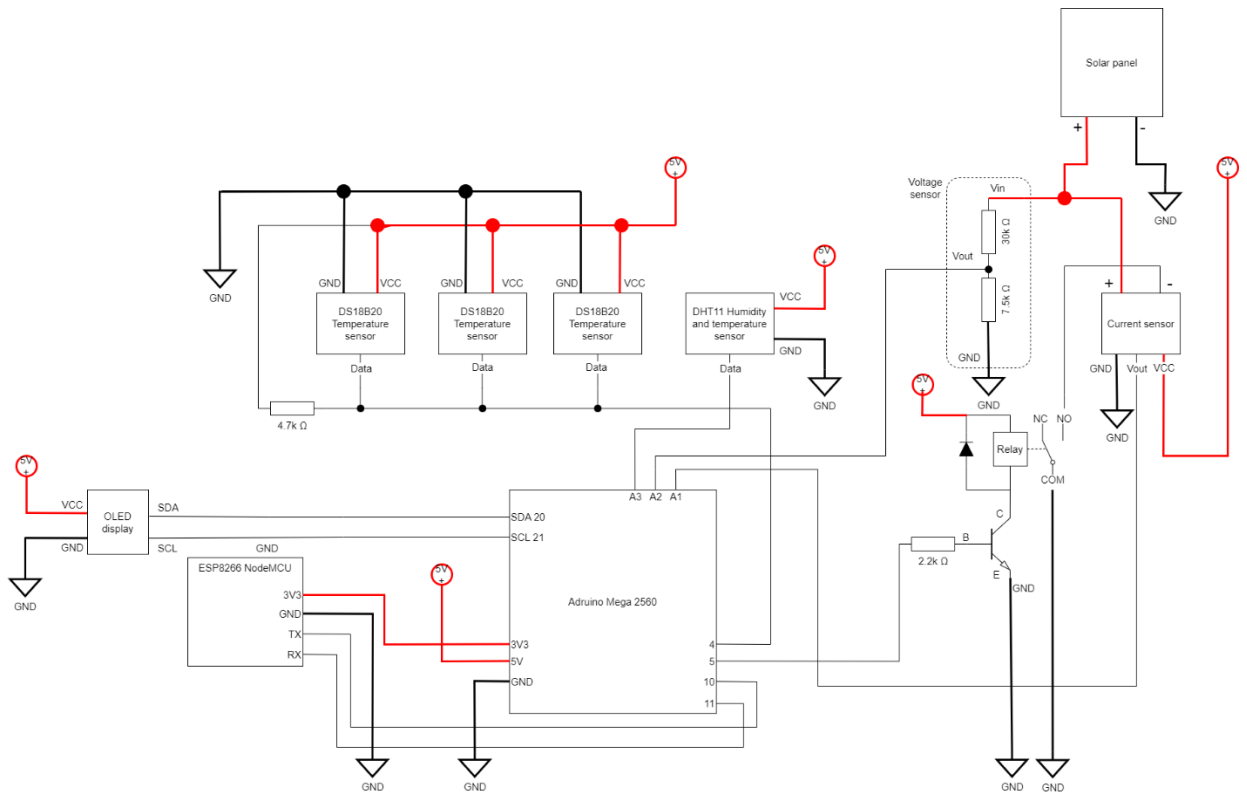 Solar panel
+
-
GND
5V
+
5V
+
Voltage
sensor
Vin
30k Ω
Vout
7.5k Ω
GND
GND
+
-
Current sensor
GND
Vout
VCC
GND
5V
+
GND
GND
VCC
GND
VCC
GND
VCC
DS18B20
Temperature
sensor
DS18B20
Temperature
sensor
DS18B20
Temperature
sensor
DHT11 Humidity
and temperature
sensor
VCC
GND
GND
Data
Data
Data
Data
4.7k Ω
5V
+
NC
NO
Relay
COM
C
B
E
GND
2.2k Ω
GND
GND
5V
+
VCC
GND
OLED
display
SDA
SCL
GND
GND
ESP8266 NodeMCU
3V3
GND
TX
RX
GND
5V
+
A3
A2
A1
SDA 20
SCL 21
Adruino Mega 2560
3V3
5V
GND
4
5
10
11
GND